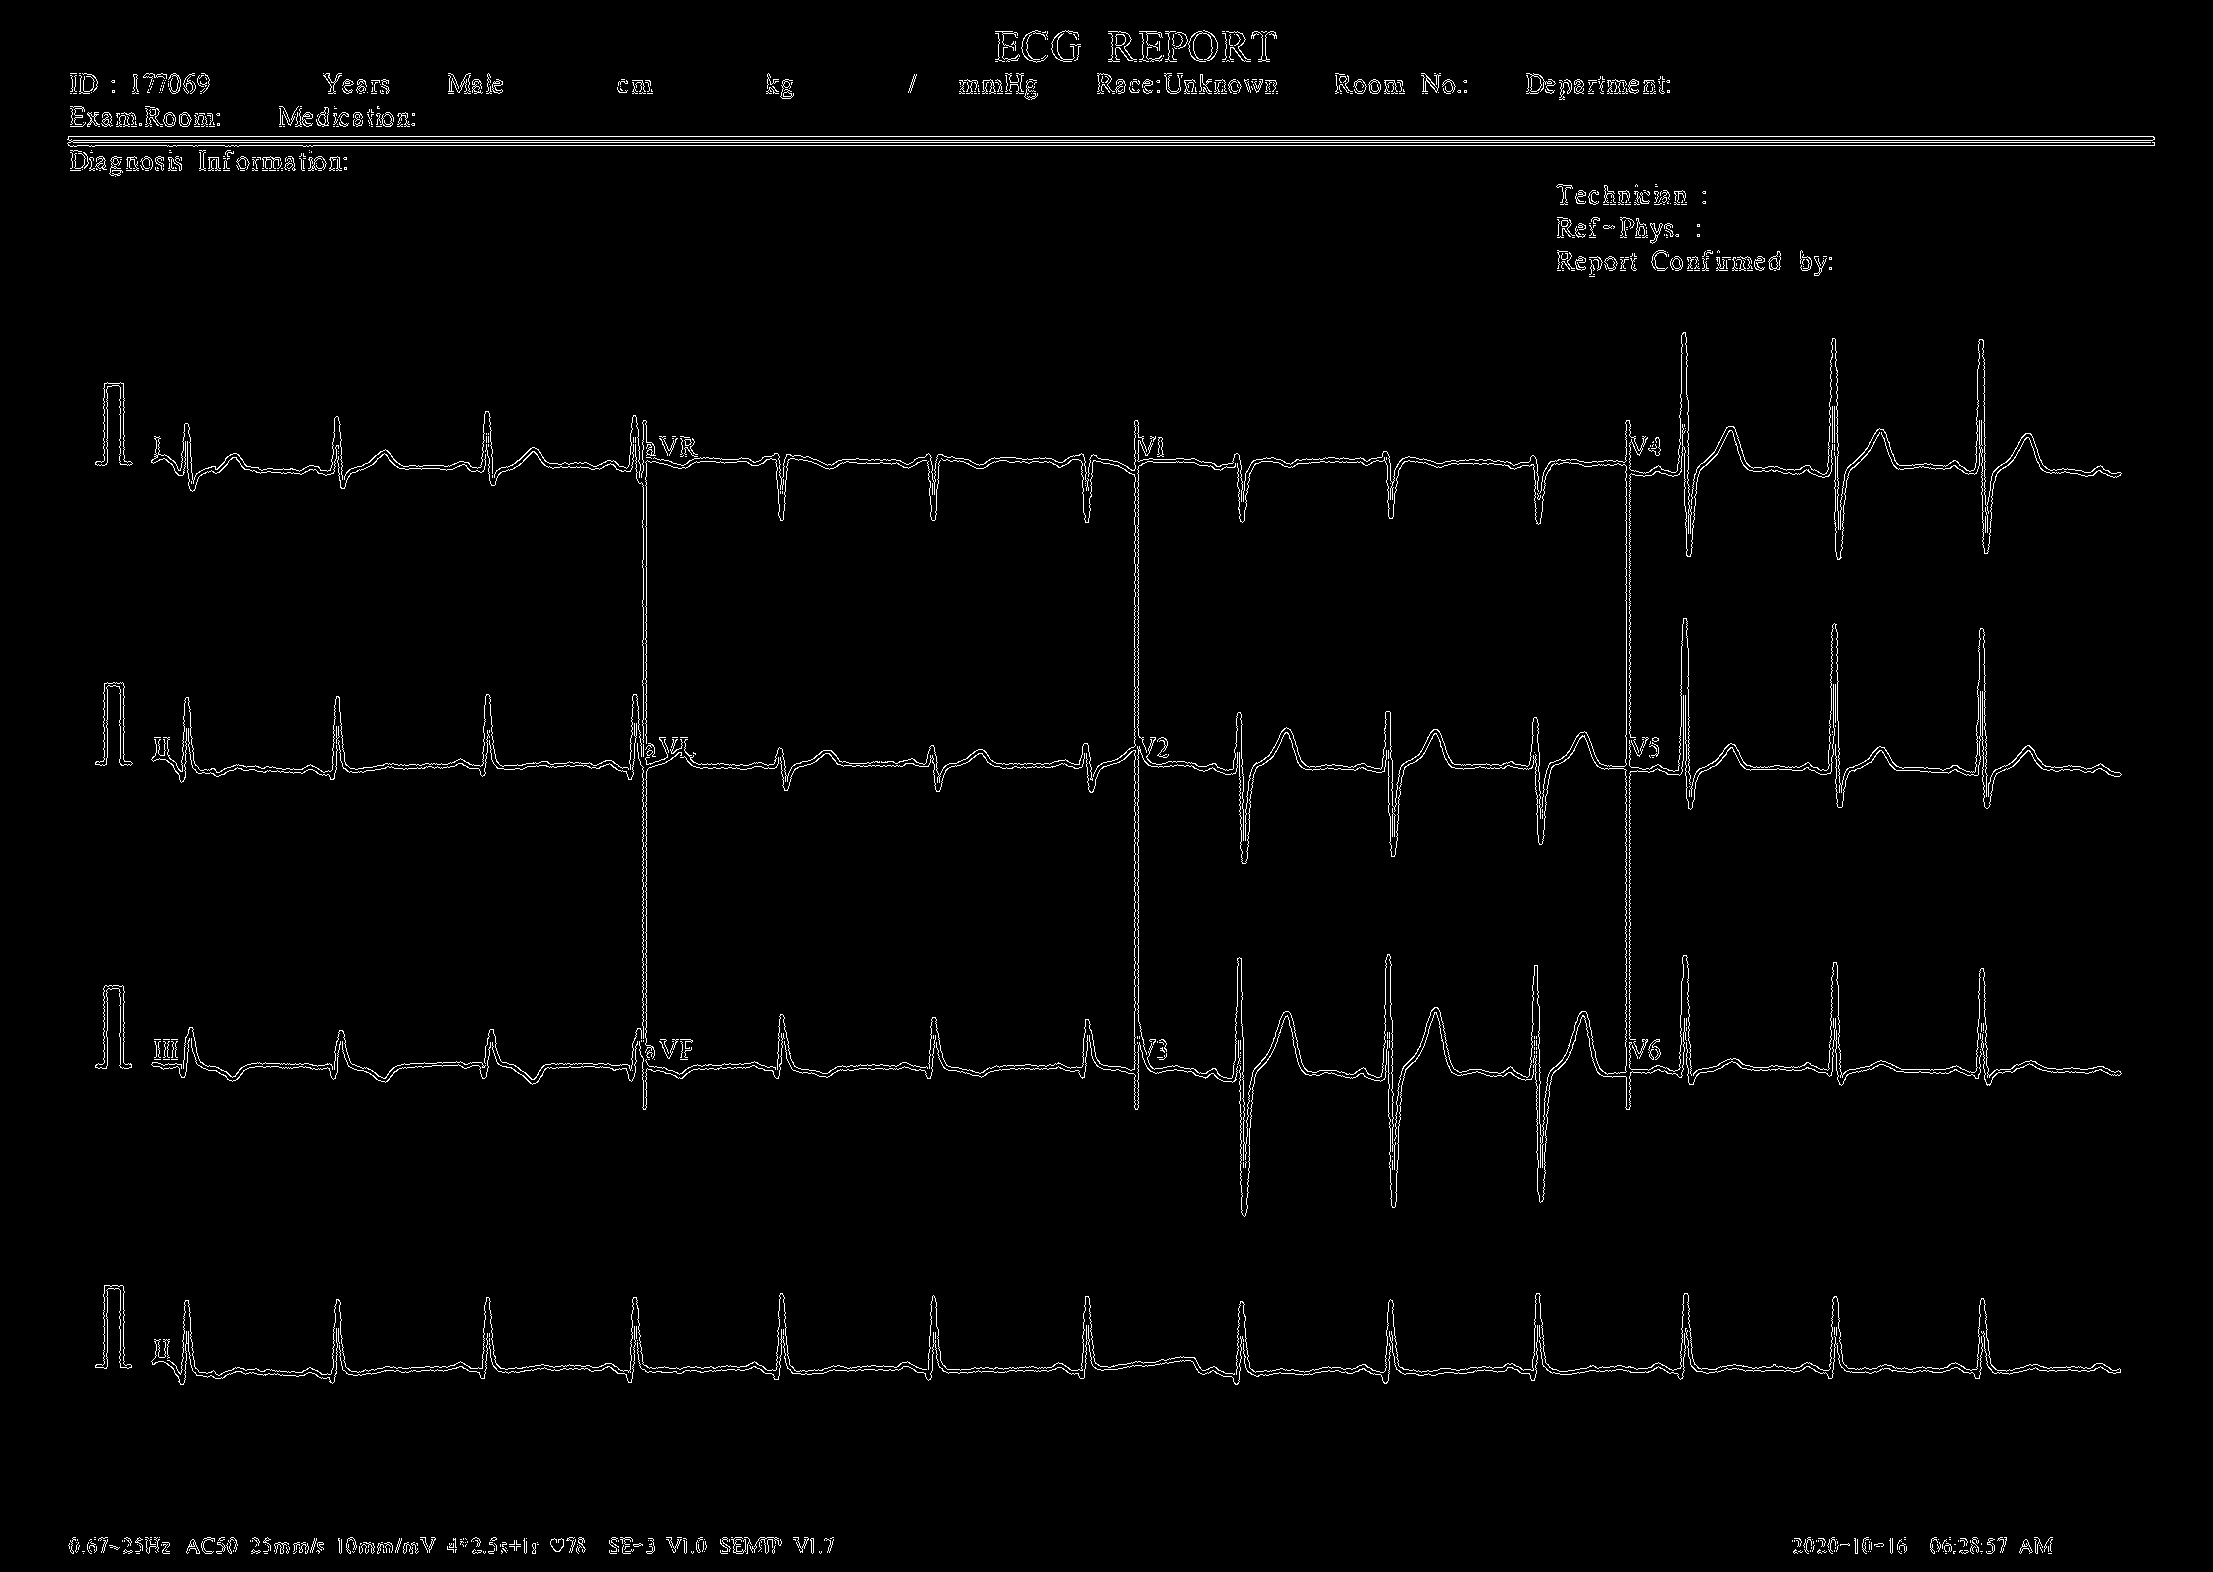 ECG REPORT
ID : 177069 Years Male cm kg / mmHg Race:Unknown Room No.: Department:
Exam.Room: Medication:
Diagnosis Information:
Technician :
Ref-Phys. :
Report Confirmed by:
I aVR V1 V4
II aVL V2 V5
III aVF V3 V6
II
0.67~25Hz AC50 25mm/s 10mm/mV 4*2.5s+1r ♡78 SE-3 V1.0 SEMIP V1.7 2020-10-16 06:28:57 AM